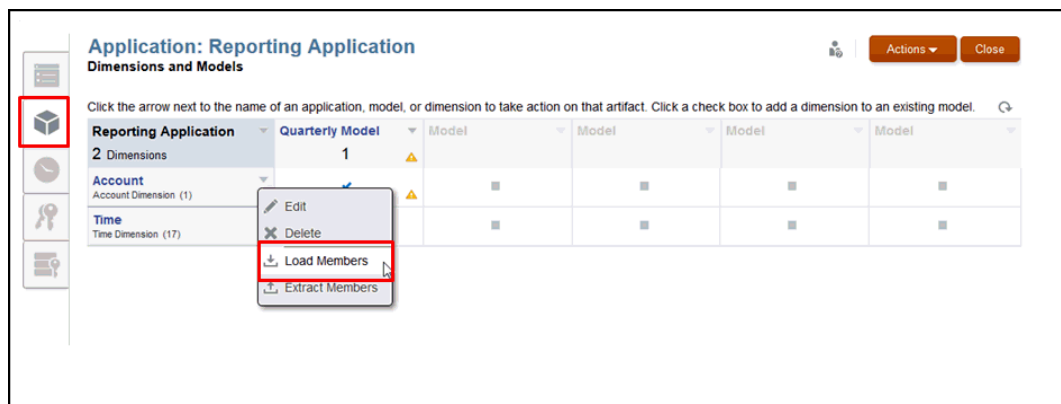 Application: Reporting Application
Actions
Close
Dimensions and Models
Click the arrow next to the name of an application, model, or dimension to take action on that artifact. Click a check box to add a dimension to an existing model.
Reporting Application Quarterly Model Model Model Model Model
2 Dimensions 1
Account
Account Dimension (1)
Edit
Time
Time Dimension (17)
Delete
Load Members
Extract Members